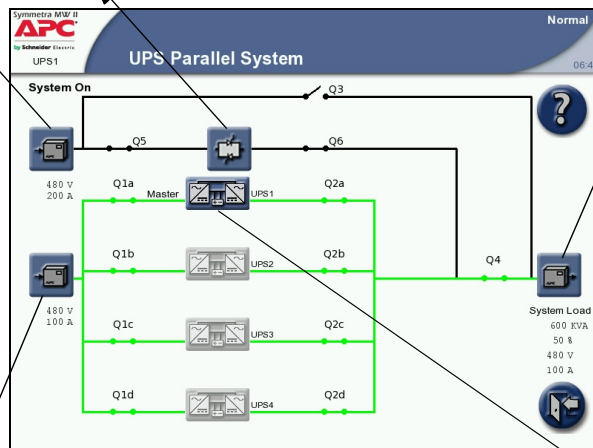 Symmetra MW II
APC
by Schneider Electric
UPS1
UPS Parallel System
Normal
06:4
System On
Q3
Q5
Q6
480 V
200 A
Q1a
Master
UPS1
Q2a
Q1b
UPS2
Q2b
Q4
480 V
100 A
System Load
600 KVA
50 %
480 V
100 A
Q1c
UPS3
Q2c
Q1d
UPS4
Q2d
?